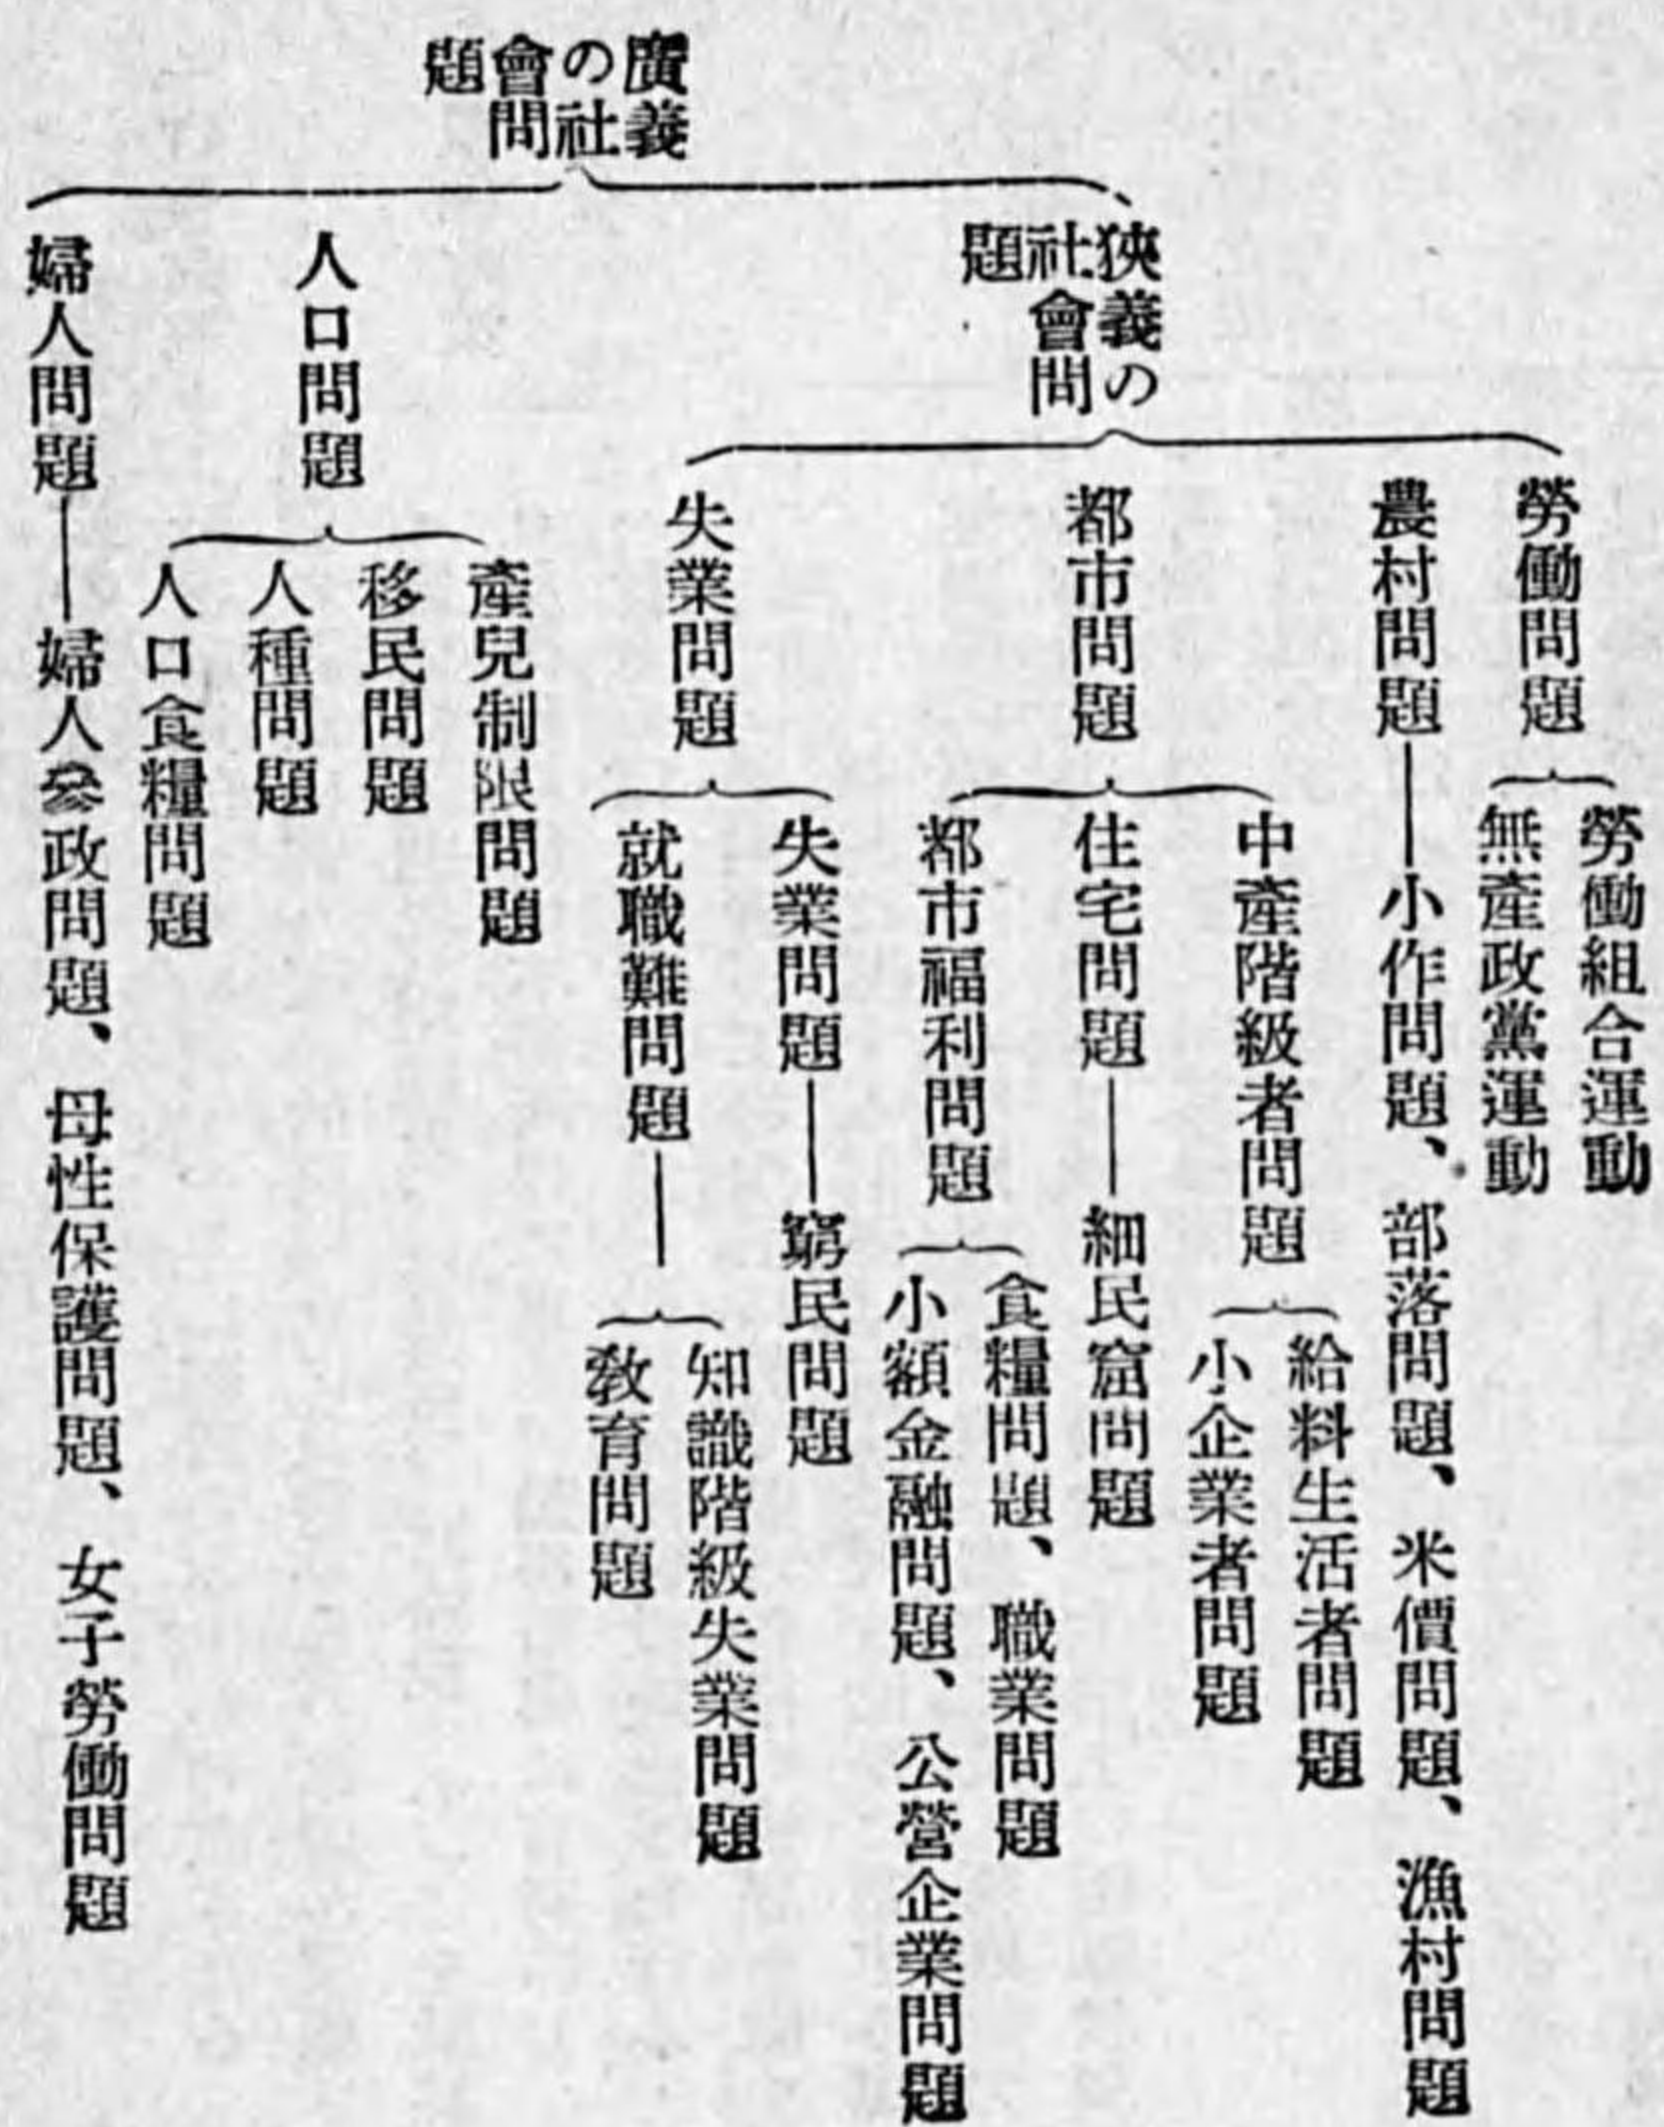 廣義
の社
會問
題
狹義の
社會問
題
勞働問題
勞働組合運動
無產政黨運動
農村問題
小作問題、部落問題、米價問題、漁村問題
都市問題
中產階級者問題
給料生活者問題
小企業者問題
住宅問題
細民窟問題
都市福利問題
食糧問題、職業問題
小額金融問題、公營企業問題
失業問題
失業問題
窮民問題
就職難問題
知識階級失業問題
敎育問題
人口問題
產兒制限問題
移民問題
人種問題
人口食糧問題
婦人問題
婦人參政問題、母性保護問題、女子勞働問題